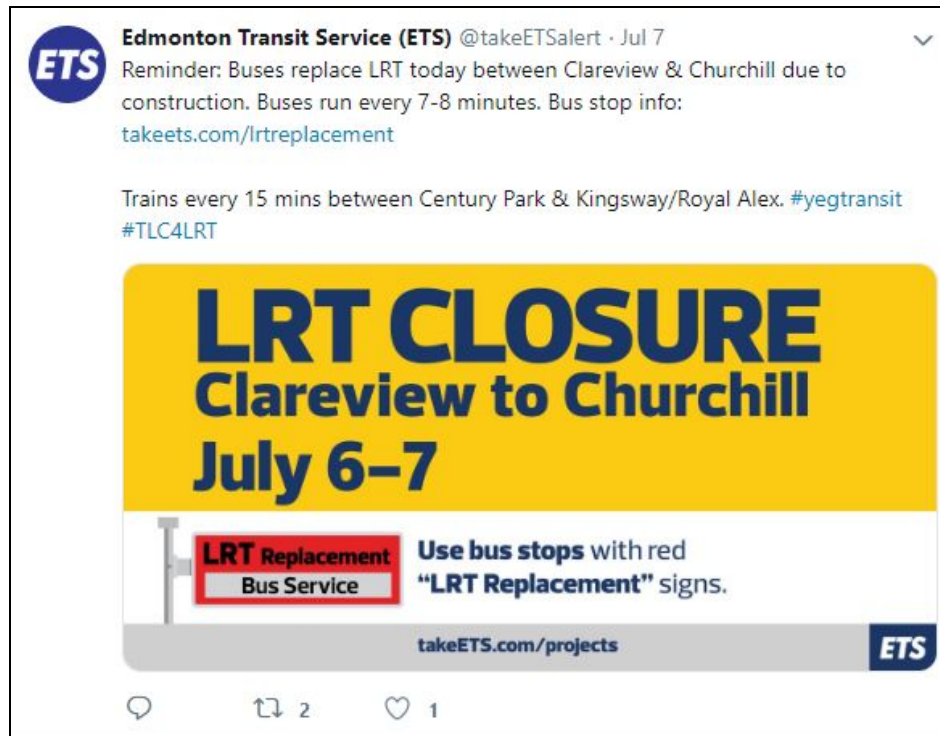 ETS
Edmonton Transit Service (ETS) @takeETSalert · Jul 7
Reminder: Buses replace LRT today between Clareview & Churchill due to
construction. Buses run every 7-8 minutes. Bus stop info:
takeets.com/lrtreplacement
Trains every 15 mins between Century Park & Kingsway/Royal Alex. #yegtransit
#TLC4LRT
LRT CLOSURE
Clareview to Churchill
July 6–7
LRT Replacement
Bus Service
Use bus stops with red
“LRT Replacement” signs.
takeETS.com/projects
ETS
2
1